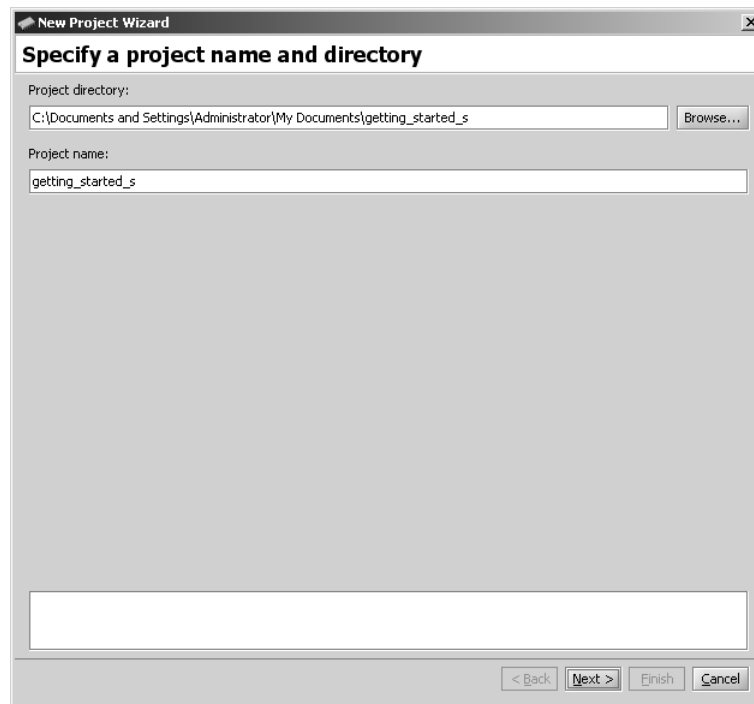 New Project Wizard
Specify a project name and directory
Project directory:
C:\Documents and Settings\Administrator\My Documents\getting_started_s
Browse...
Project name:
getting_started_s
< Back Next > Finish Cancel